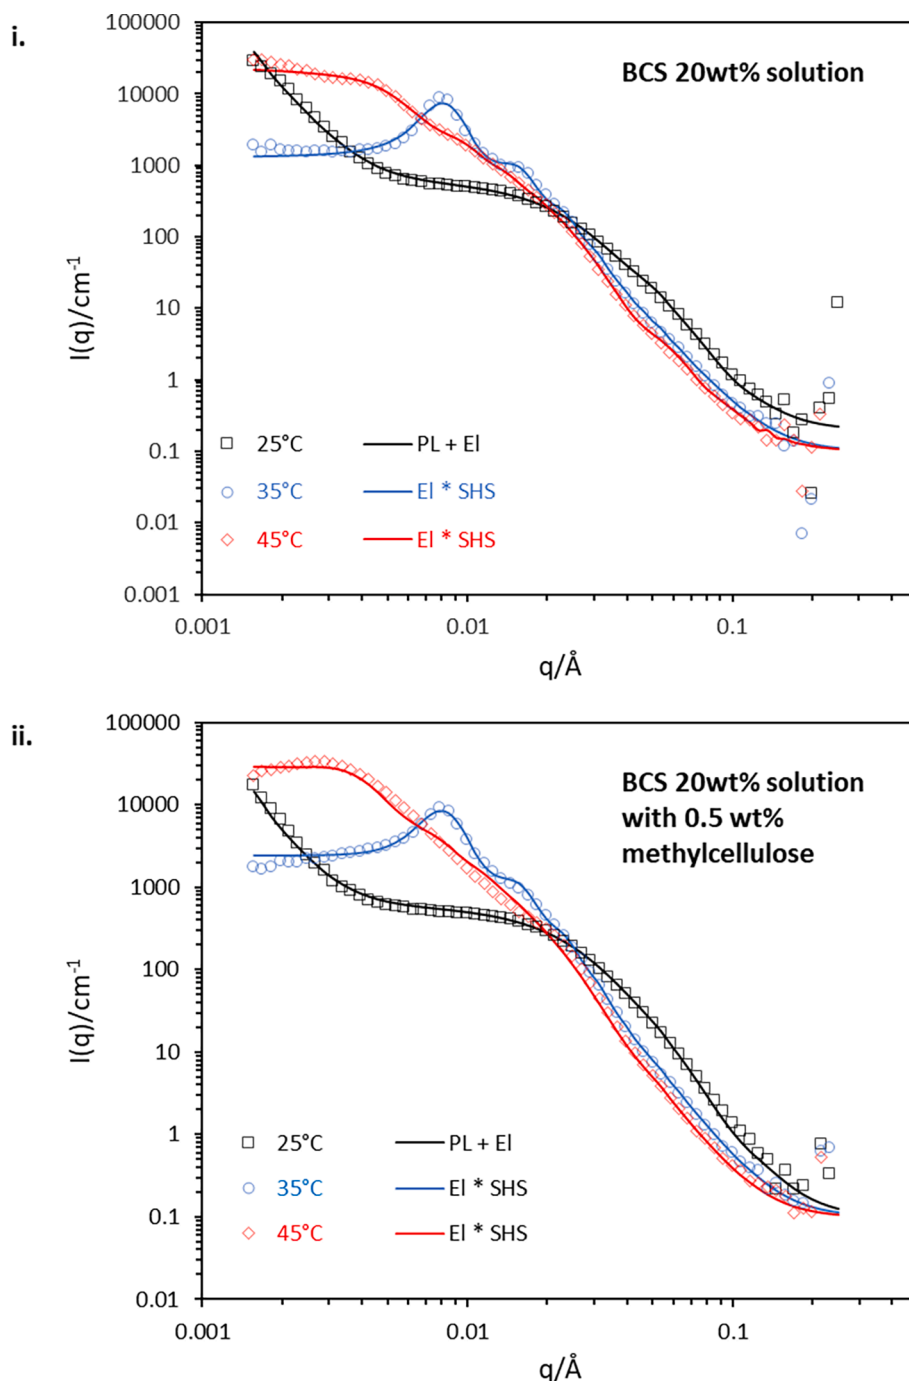 i.
BCS 20wt% solution
100000
10000
1000
100
10
1
0.1
0.01
0.001
I(q)/cm⁻¹
25°C PL + El
35°C El * SHS
45°C El * SHS
0.001 0.01 0.1
q/Å
ii.
BCS 20wt% solution
with 0.5 wt%
methylcellulose
100000
10000
1000
100
10
1
0.1
0.01
I(q)/cm⁻¹
25°C PL + El
35°C El * SHS
45°C El * SHS
0.001 0.01 0.1
q/Å